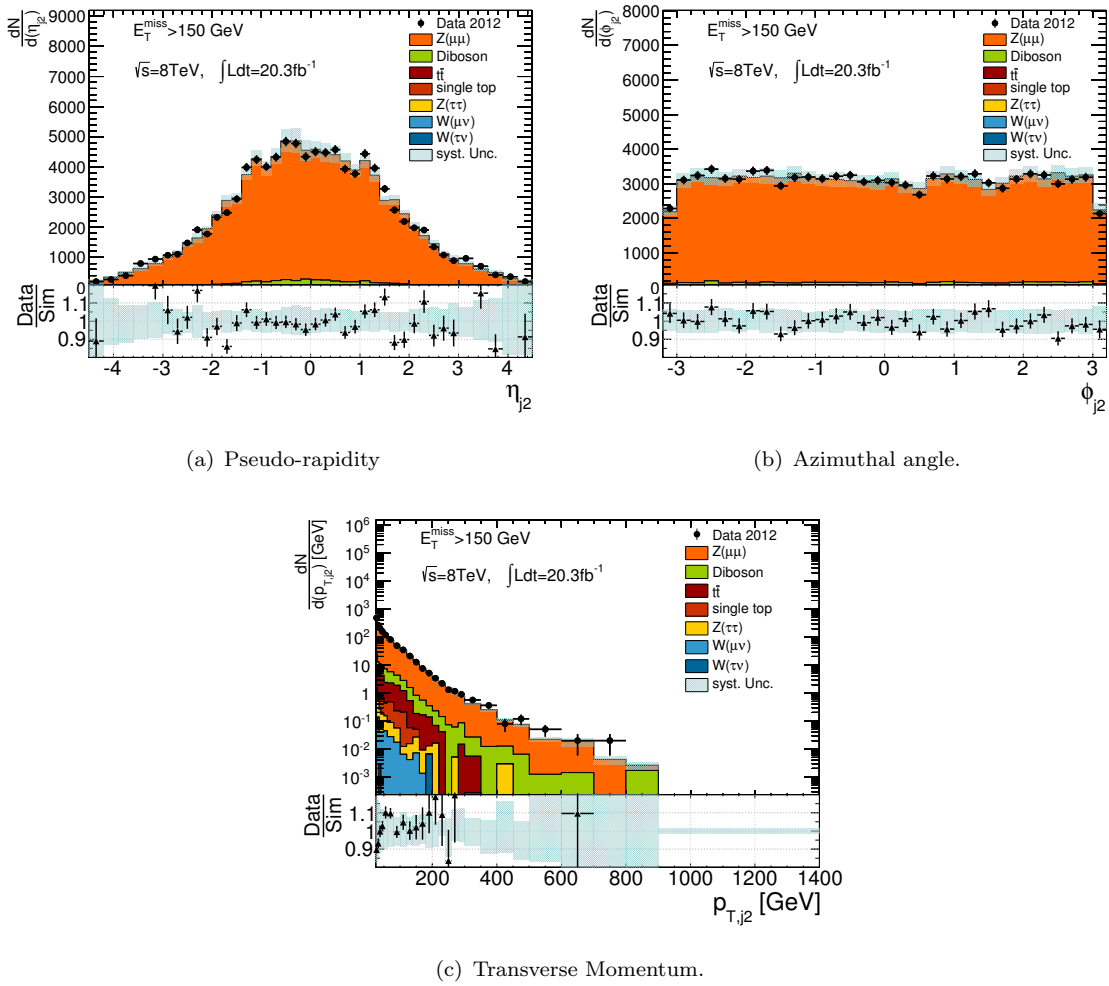 dN
d(η_j2)
9000
8000
7000
6000
5000
4000
3000
2000
1000
0
E_T^miss>150 GeV
√s=8TeV, ∫Ldt=20.3fb⁻¹
Data 2012
Z(μμ)
Diboson
tt̄
single top
Z(ττ)
W(μν)
W(τν)
syst. Unc.
Data
Sim
1.1
1
0.9
-4 -3 -2 -1 0 1 2 3 4
η_j2
(a) Pseudo-rapidity
dN
d(ϕ_j2)
8000
7000
6000
5000
4000
3000
2000
1000
0
E_T^miss>150 GeV
√s=8TeV, ∫Ldt=20.3fb⁻¹
Data 2012
Z(μμ)
Diboson
tt̄
single top
Z(ττ)
W(μν)
W(τν)
syst. Unc.
Data
Sim
1.1
1
0.9
-3 -2 -1 0 1 2 3
ϕ_j2
(b) Azimuthal angle.
dN
d(p_T,j2) [GeV]
10⁶
10⁵
10⁴
10³
10²
10
1
10⁻¹
10⁻²
10⁻³
E_T^miss>150 GeV
√s=8TeV, ∫Ldt=20.3fb⁻¹
Data 2012
Z(μμ)
Diboson
tt̄
single top
Z(ττ)
W(μν)
W(τν)
syst. Unc.
Data
Sim
1.1
1
0.9
200 400 600 800 1000 1200 1400
p_T,j2 [GeV]
(c) Transverse Momentum.